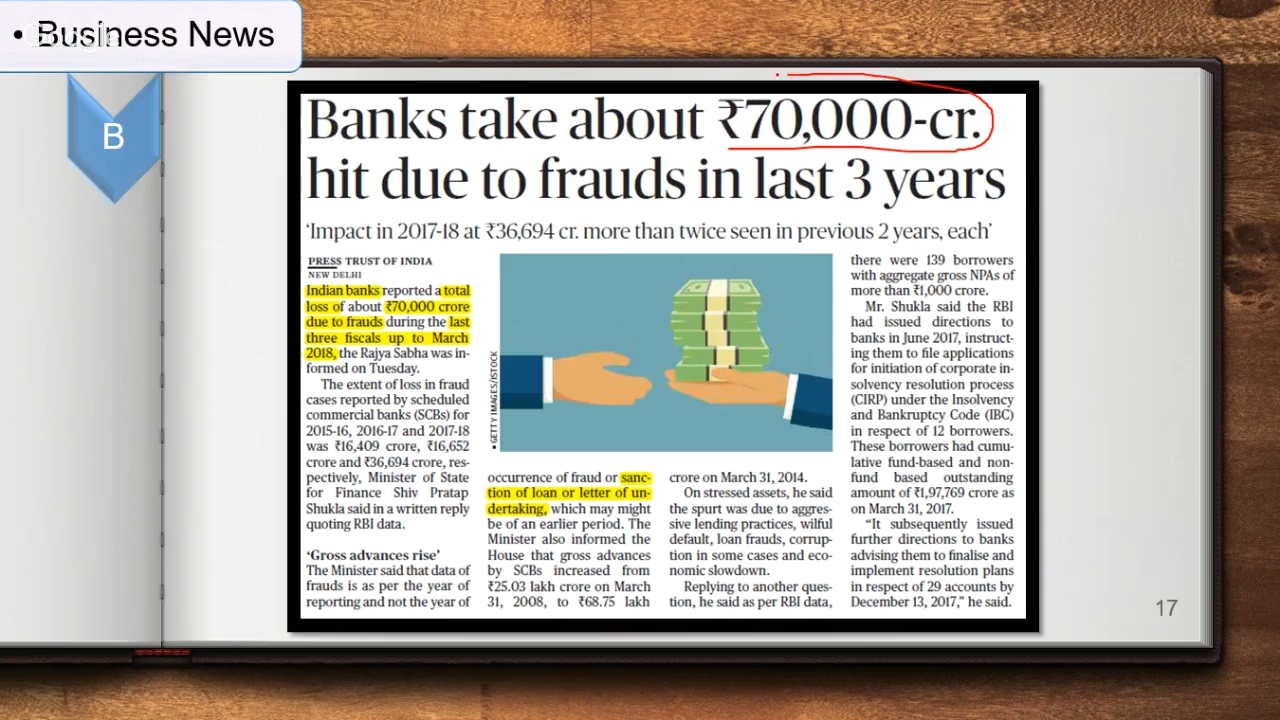 • Business News
B
Banks take about ₹70,000-cr.
hit due to frauds in last 3 years
‘Impact in 2017-18 at ₹36,694 cr. more than twice seen in previous 2 years, each’
PRESS TRUST OF INDIA
NEW DELHI
Indian banks reported a total
loss of about ₹70,000 crore
due to frauds during the last
three fiscals up to March
2018, the Rajya Sabha was in-
formed on Tuesday.
The extent of loss in fraud
cases reported by scheduled
commercial banks (SCBs) for
2015-16, 2016-17 and 2017-18
was ₹16,409 crore, ₹16,652
crore and ₹36,694 crore, res-
pectively, Minister of State
for Finance Shiv Pratap
Shukla said in a written reply
quoting RBI data.
‘Gross advances rise’
The Minister said that data of
frauds is as per the year of
reporting and not the year of
▪ GETTY IMAGES/ISTOCK
occurrence of fraud or sanc-
tion of loan or letter of un-
dertaking, which may might
be of an earlier period. The
Minister also informed the
House that gross advances
by SCBs increased from
₹25.03 lakh crore on March
31, 2008, to ₹68.75 lakh
crore on March 31, 2014.
On stressed assets, he said
the spurt was due to aggres-
sive lending practices, wilful
default, loan frauds, corrup-
tion in some cases and eco-
nomic slowdown.
Replying to another ques-
tion, he said as per RBI data,
there were 139 borrowers
with aggregate gross NPAs of
more than ₹1,000 crore.
Mr. Shukla said the RBI
had issued directions to
banks in June 2017, instruct-
ing them to file applications
for initiation of corporate in-
solvency resolution process
(CIRP) under the Insolvency
and Bankruptcy Code (IBC)
in respect of 12 borrowers.
These borrowers had cumu-
lative fund-based and non-
fund based outstanding
amount of ₹1,97,769 crore as
on March 31, 2017.
“It subsequently issued
further directions to banks
advising them to finalise and
implement resolution plans
in respect of 29 accounts by
December 13, 2017,” he said.
17